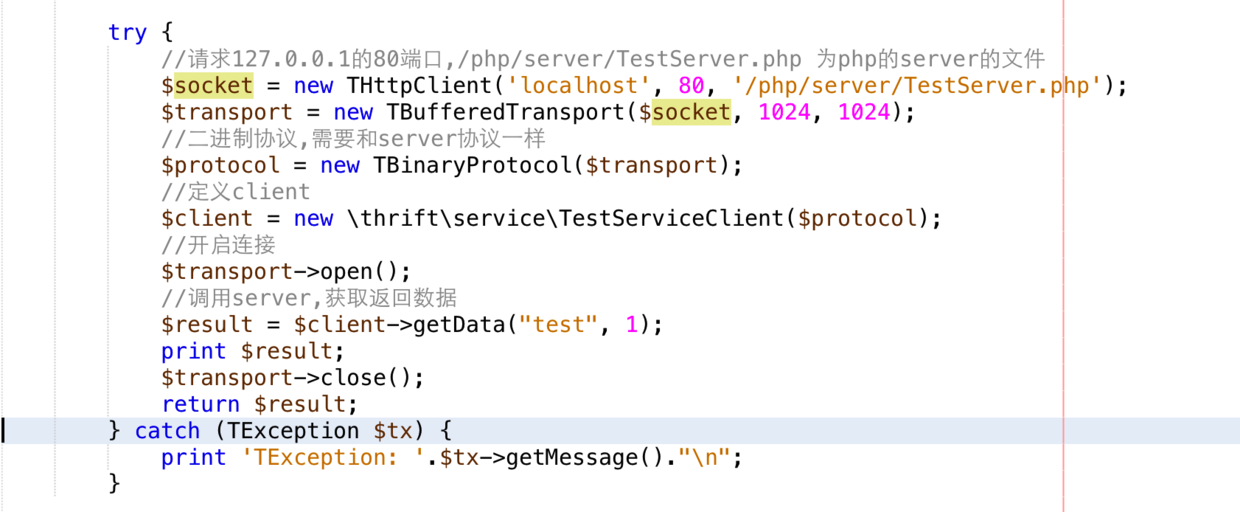 try {
//请求127.0.0.1的80端口,/php/server/TestServer.php 为php的server的文件
$socket = new THttpClient('localhost', 80, '/php/server/TestServer.php');
$transport = new TBufferedTransport($socket, 1024, 1024);
//二进制协议,需要和server协议一样
$protocol = new TBinaryProtocol($transport);
//定义client
$client = new \thrift\service\TestServiceClient($protocol);
//开启连接
$transport->open();
//调用server,获取返回数据
$result = $client->getData("test", 1);
print $result;
$transport->close();
return $result;
} catch (TException $tx) {
print 'TException: '.$tx->getMessage()."\n";
}